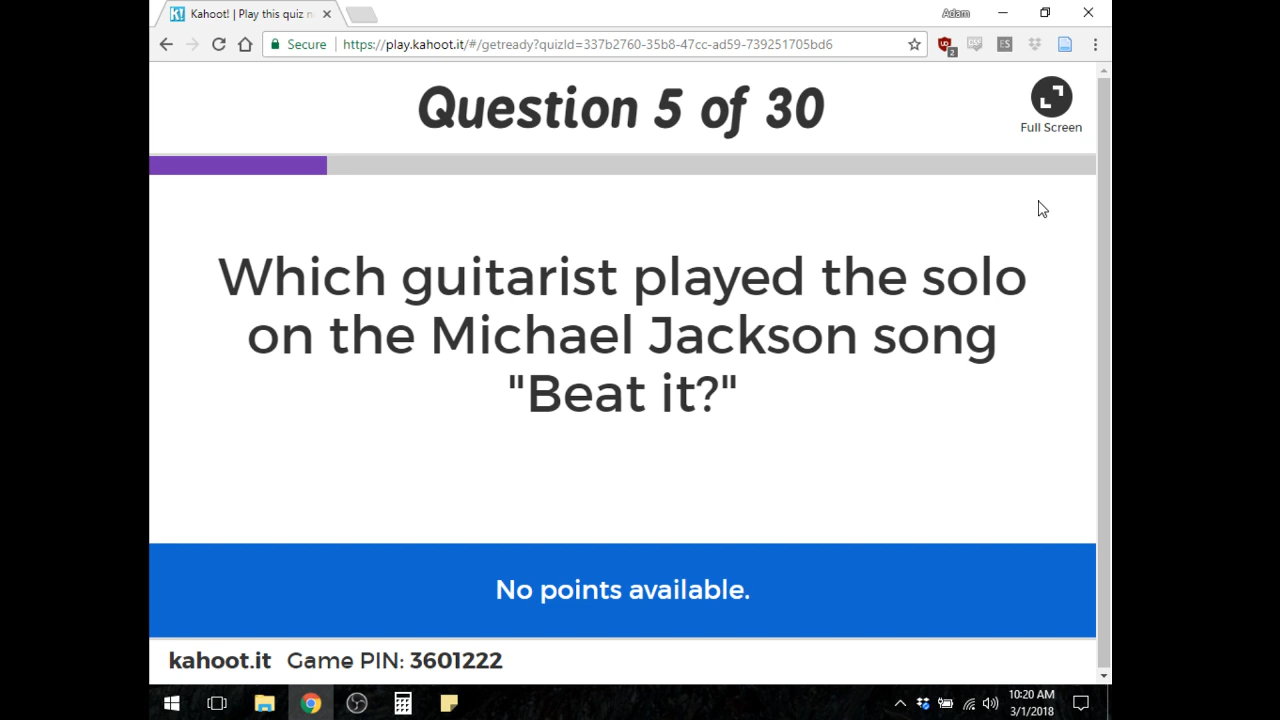 Kahoot! | Play this quiz n
Adam
Secure
https://play.kahoot.it/#/getready?quizId=337b2760-35b8-47cc-ad59-739251705bd6
2
ES
Question 5 of 30
Full Screen
Which guitarist played the solo
on the Michael Jackson song
"Beat it?"
No points available.
kahoot.it Game PIN: 3601222
10:20 AM
3/1/2018